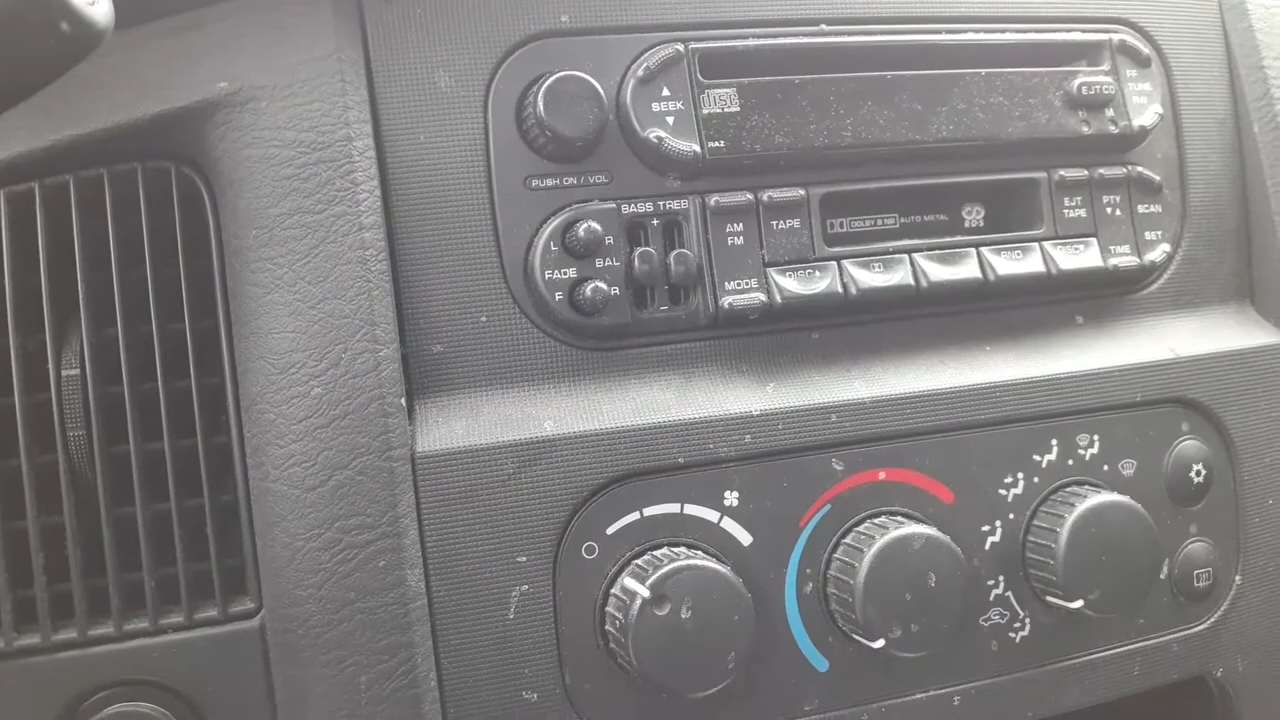 SEEK
COMPACT
disc
DIGITAL AUDIO
RAZ
EJT CD
FF
TUNE
RW
M
PUSH ON / VOL
BASS TREB
+
L R
BAL
FADE
F R
-
AM
FM
MODE
TAPE
DOLBY B NR AUTO METAL
RDS
EJT
TAPE
PTY
SCAN
SET
TIME
DISC
RND
DISC